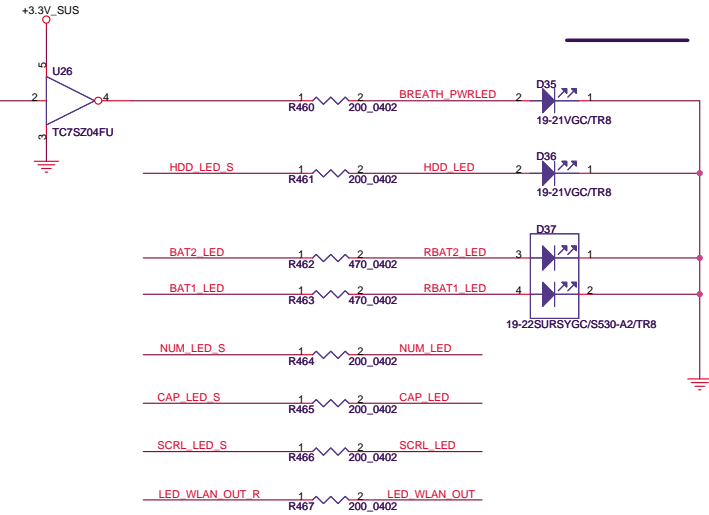 +3.3V_SUS
5
U26
2
4
3
TC7SZ04FU
1
R460
2
200_0402
BREATH_PWRLED
2
D35
1
19-21VGC/TR8
HDD_LED_S
1
R461
2
200_0402
HDD_LED
2
D36
1
19-21VGC/TR8
D37
BAT2_LED
1
R462
2
470_0402
RBAT2_LED
3
1
BAT1_LED
1
R463
2
470_0402
RBAT1_LED
4
2
19-22SURSYGC/S530-A2/TR8
NUM_LED_S
1
R464
2
200_0402
NUM_LED
CAP_LED_S
1
R465
2
200_0402
CAP_LED
SCRL_LED_S
1
R466
2
200_0402
SCRL_LED
LED_WLAN_OUT_R
1
R467
2
200_0402
LED_WLAN_OUT